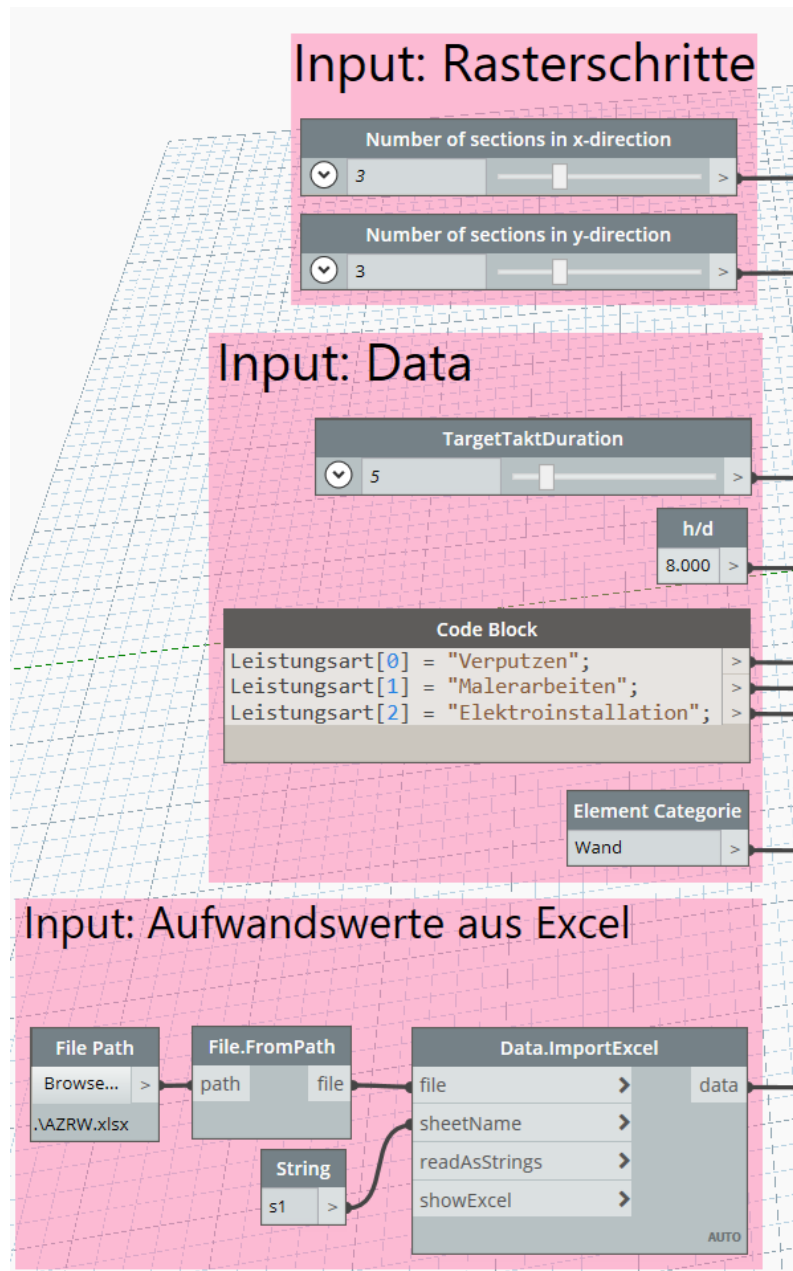 Input: Rasterschritte
Number of sections in x-direction
3 >
Number of sections in y-direction
3 >
Input: Data
TargetTaktDuration
5 >
h/d
8.000 >
Code Block
Leistungsart[0] = "Verputzen"; >
Leistungsart[1] = "Malerarbeiten"; >
Leistungsart[2] = "Elektroinstallation"; >
Element Categorie
Wand >
Input: Aufwandswerte aus Excel
File Path
Browse... >
.\AZRW.xlsx
File.FromPath
path file
String
s1 >
Data.ImportExcel
file > data
sheetName >
readAsStrings >
showExcel >
AUTO